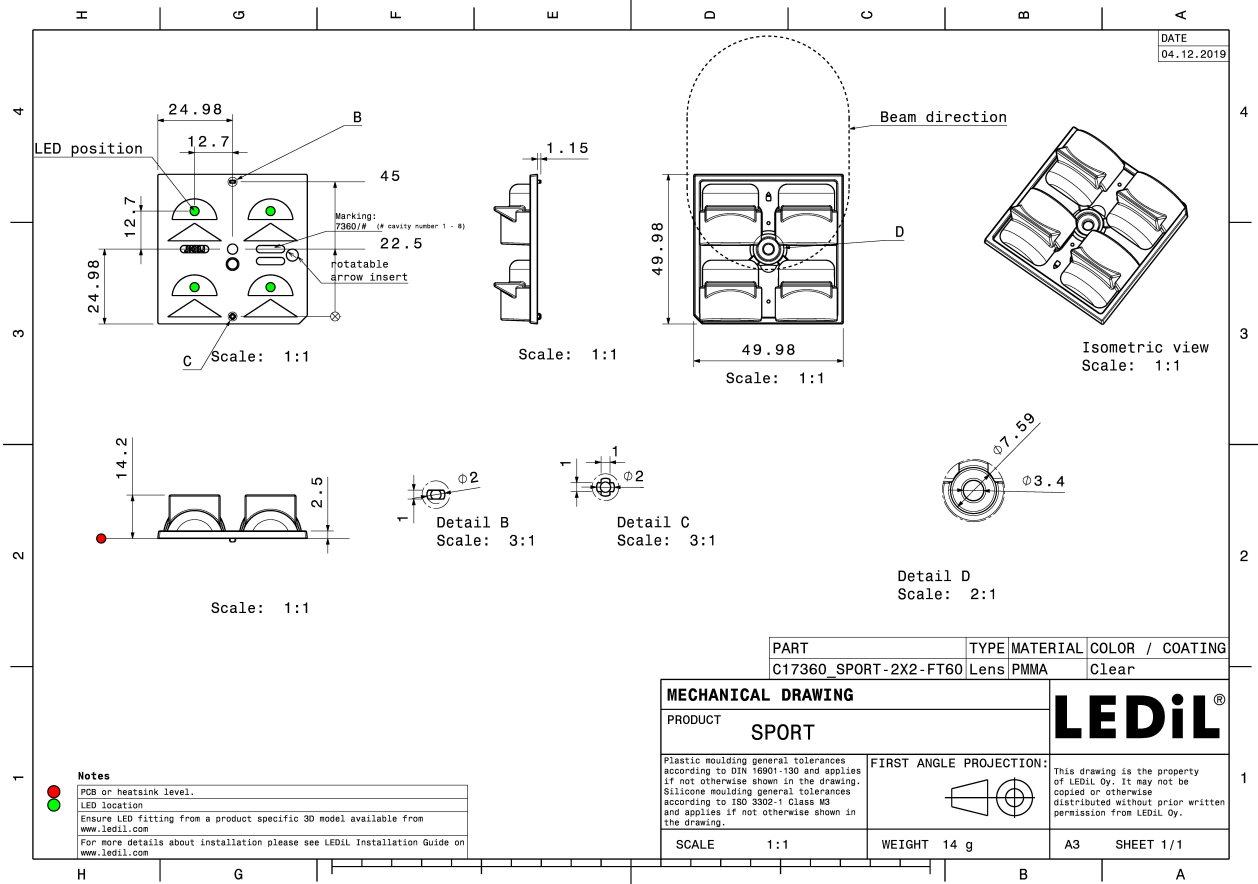 H G F E D C B A
DATE
04.12.2019
4 4
24.98
B
LED position
12.7
12.7
24.98
45
Marking:
7360/# (# cavity number 1 - 8)
22.5
rotatable
arrow insert
C
Scale: 1:1
1.15
Scale: 1:1
Beam direction
D
49.98
49.98
Scale: 1:1
Isometric view
Scale: 1:1
3 3
14.2
2.5
Scale: 1:1
1
∅2
Detail B
Scale: 3:1
1
1
∅2
Detail C
Scale: 3:1
∅7.59
∅3.4
Detail D
Scale: 2:1
2 2
PART TYPE MATERIAL COLOR / COATING
C17360_SPORT-2X2-FT60 Lens PMMA Clear
MECHANICAL DRAWING
PRODUCT
SPORT
LEDiL®
Plastic moulding general tolerances
according to DIN 16901-130 and applies
if not otherwise shown in the drawing.
Silicone moulding general tolerances
according to ISO 3302-1 Class M3
and applies if not otherwise shown in
the drawing.
FIRST ANGLE PROJECTION:
This drawing is the property
of LEDiL Oy. It may not be
copied or otherwise
distributed without prior written
permission from LEDiL Oy.
SCALE 1:1 WEIGHT 14 g A3 SHEET 1/1
1 1
Notes
PCB or heatsink level.
LED location
Ensure LED fitting from a product specific 3D model available from
www.ledil.com
For more details about installation please see LEDiL Installation Guide on
www.ledil.com
H G B A